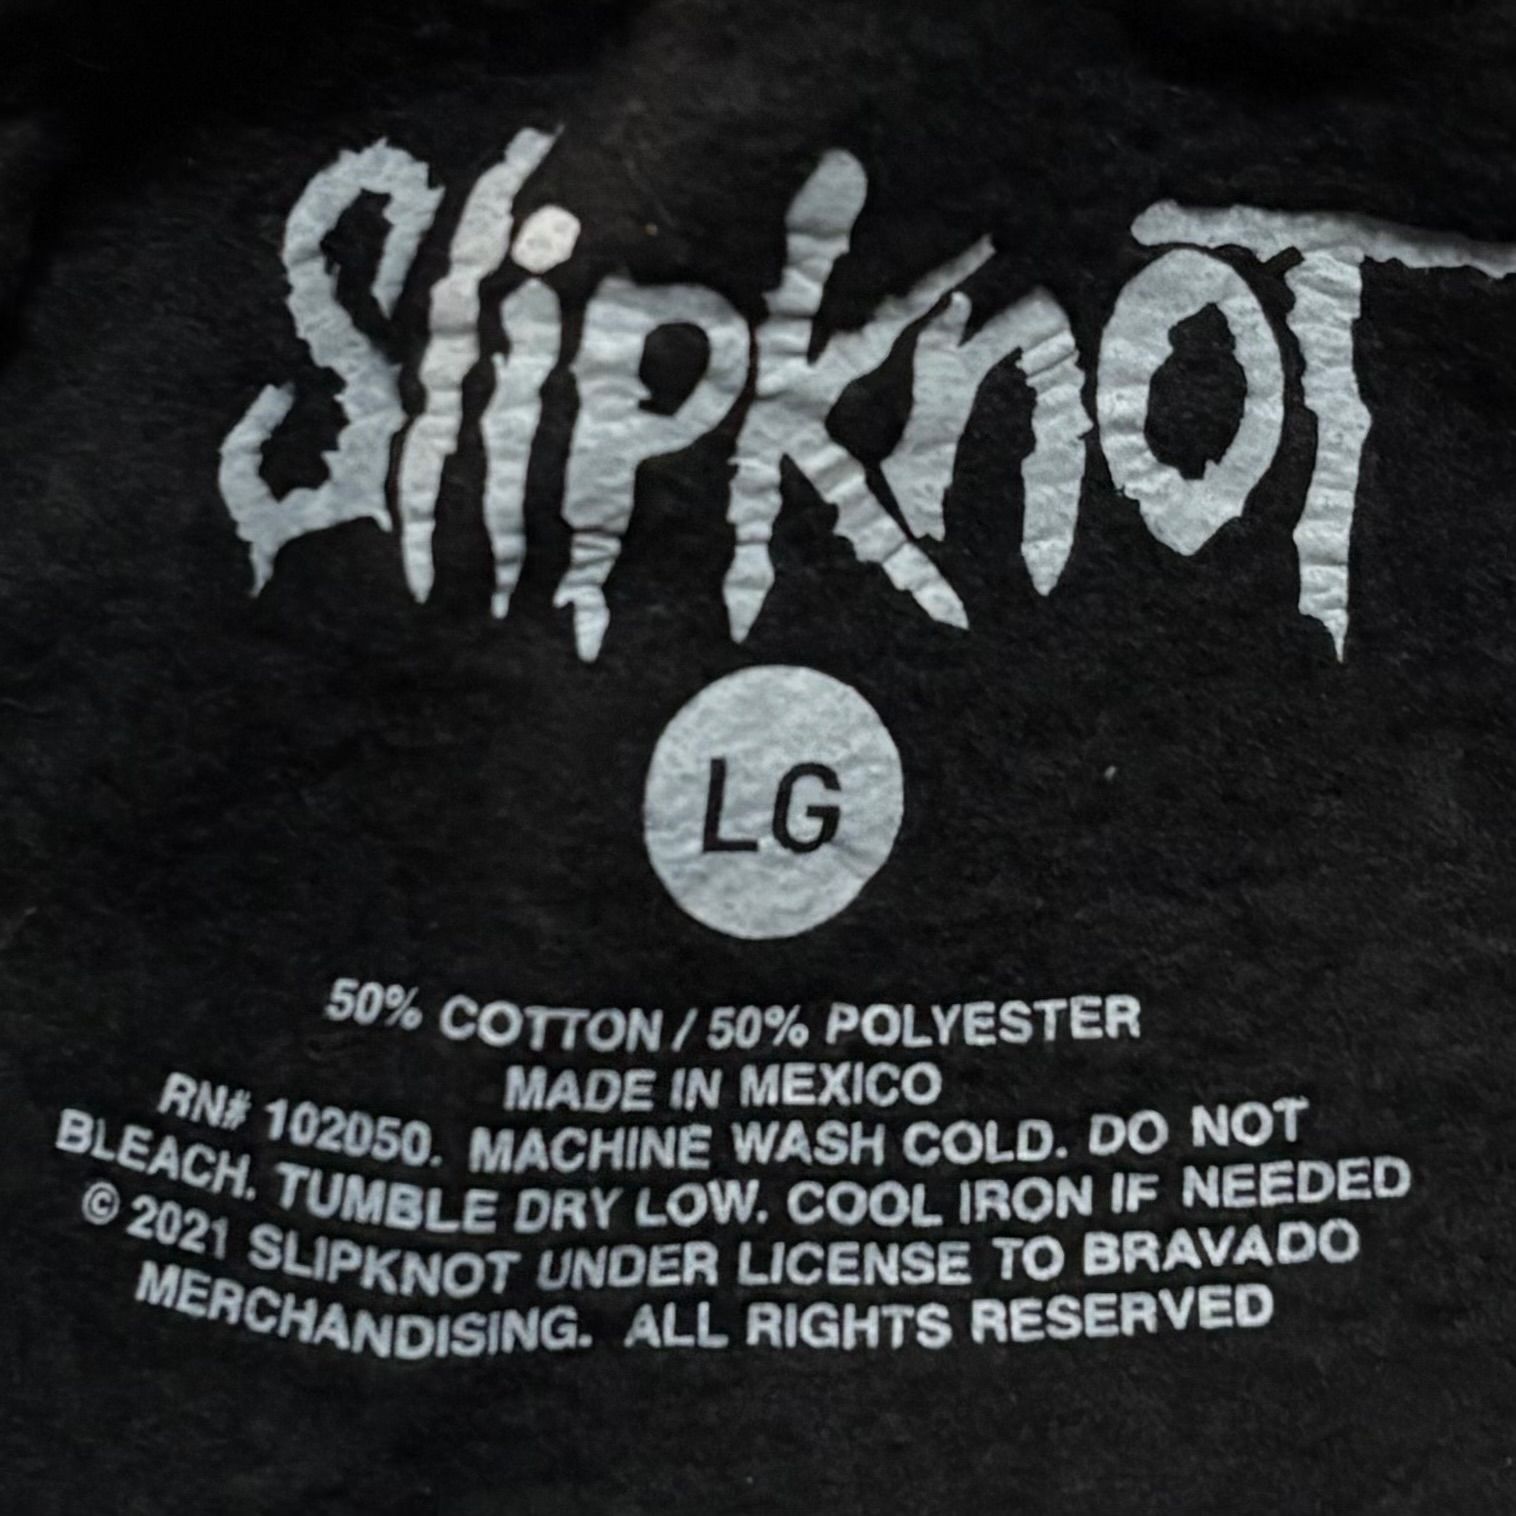 Slipknot
LG
50% COTTON / 50% POLYESTER
MADE IN MEXICO
RN# 102050. MACHINE WASH COLD. DO NOT
BLEACH. TUMBLE DRY LOW. COOL IRON IF NEEDED
© 2021 SLIPKNOT UNDER LICENSE TO BRAVADO
MERCHANDISING. ALL RIGHTS RESERVED